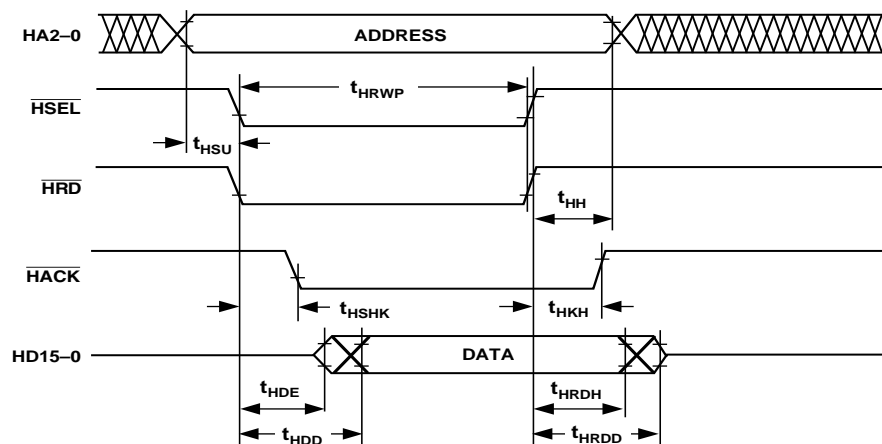 HA2–0
ADDRESS
tHRWP
HSEL
tHSU
HRD
tHH
HACK
tHSHK
tHKH
HD15–0
DATA
tHDE
tHRDH
tHDD
tHRDD